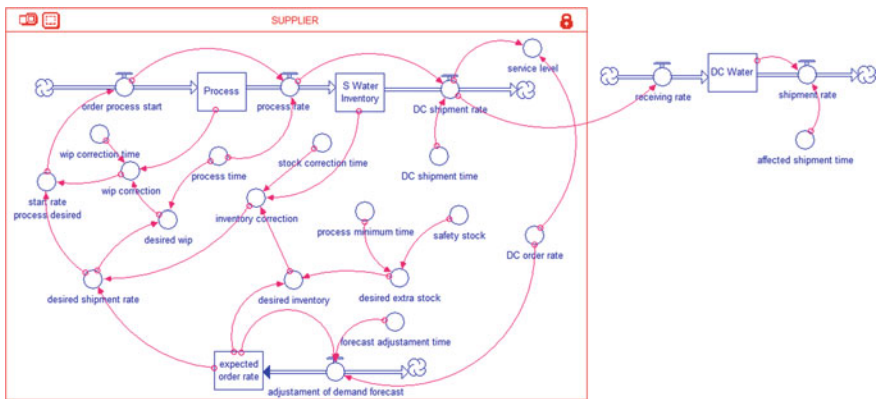 SUPPLIER
service level
order process start
Process
process rate
S Water
Inventory
DC shipment rate
receiving rate
DC Water
shipment rate
wip correction time
wip correction
process time
stock correction time
DC shipment time
affected shipment time
start rate
process desired
desired wip
inventory correction
process minimum time
safety stock
DC order rate
desired shipment rate
desired inventory
desired extra stock
forecast adjustament time
expected
order rate
adjustament of demand forecast